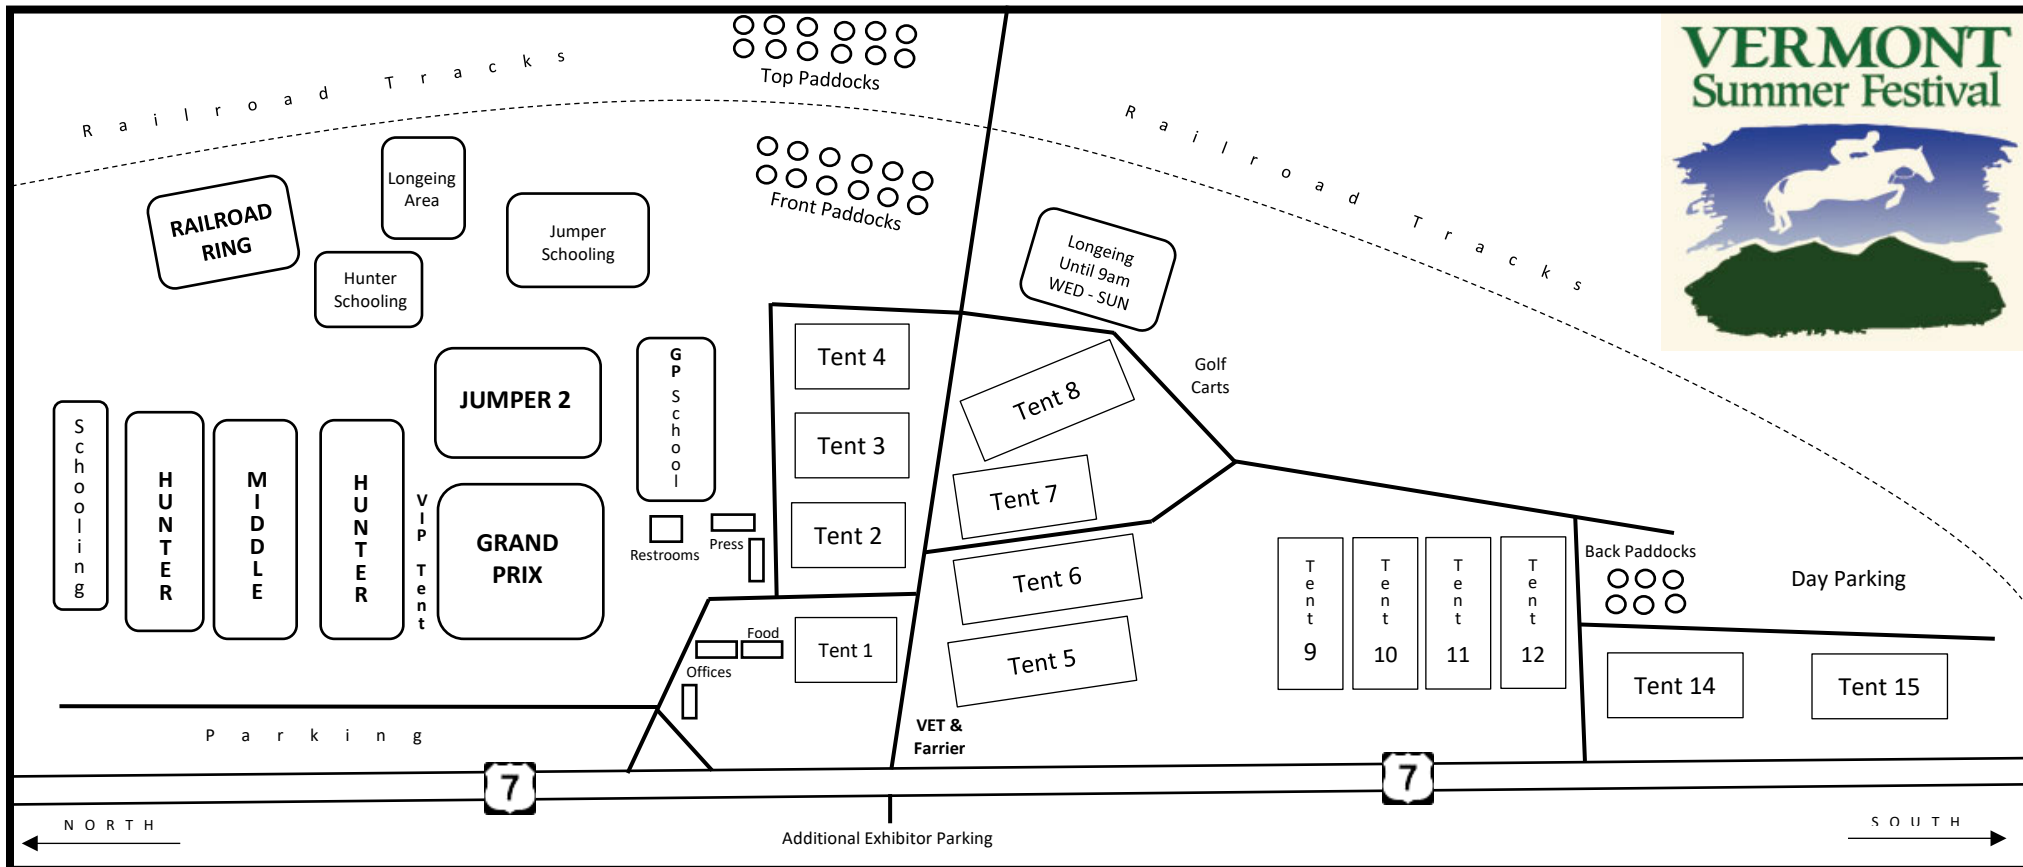 VERMONT
Summer Festival
Top Paddocks
Railroad Tracks
Railroad Tracks
Front Paddocks
Longeing
Area
RAILROAD
RING
Jumper
Schooling
Hunter
Schooling
Longeing
Until 9am
WED - SUN
Golf
Carts
Tent 4
Tent 8
GP School
JUMPER 2
Tent 3
Tent 7
Schooling
HUNTER
MIDDLE
HUNTER
VIP Tent
GRAND
PRIX
Restrooms
Press
Tent 2
Tent 6
Tent 9
Tent 10
Tent 11
Tent 12
Back Paddocks
Day Parking
Food
Offices
Tent 1
Tent 5
Tent 14
Tent 15
VET &
Farrier
Parking
7
7
NORTH
Additional Exhibitor Parking
SOUTH